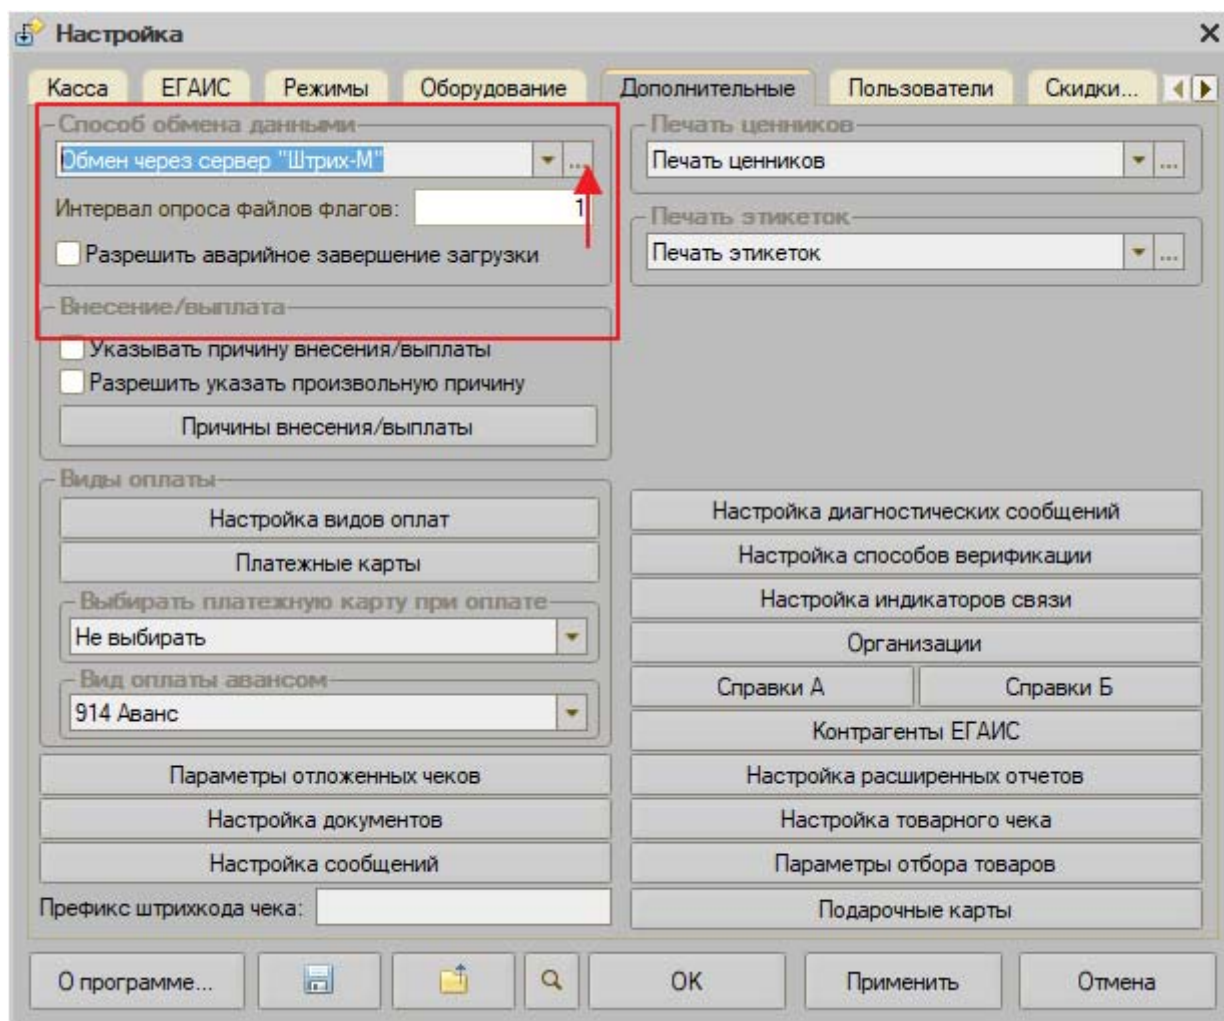 Настройка
Касса ЕГАИС Режимы Оборудование Дополнительные Пользователи Скидки...
Способ обмена данными
Обмен через сервер "Штрих-М" ...
Интервал опроса файлов флагов: 1
Разрешить аварийное завершение загрузки
Внесение/выплата
Указывать причину внесения/выплаты
Разрешить указать произвольную причину
Причины внесения/выплаты
Виды оплаты
Настройка видов оплат
Платежные карты
Выбирать платежную карту при оплате
Не выбирать
Вид оплаты авансом
914 Аванс
Параметры отложенных чеков
Настройка документов
Настройка сообщений
Префикс штрихкода чека:
Печать ценников
Печать ценников ...
Печать этикеток
Печать этикеток ...
Настройка диагностических сообщений
Настройка способов верификации
Настройка индикаторов связи
Организации
Справки А Справки Б
Контрагенты ЕГАИС
Настройка расширенных отчетов
Настройка товарного чека
Параметры отбора товаров
Подарочные карты
О программе... OK Применить Отмена